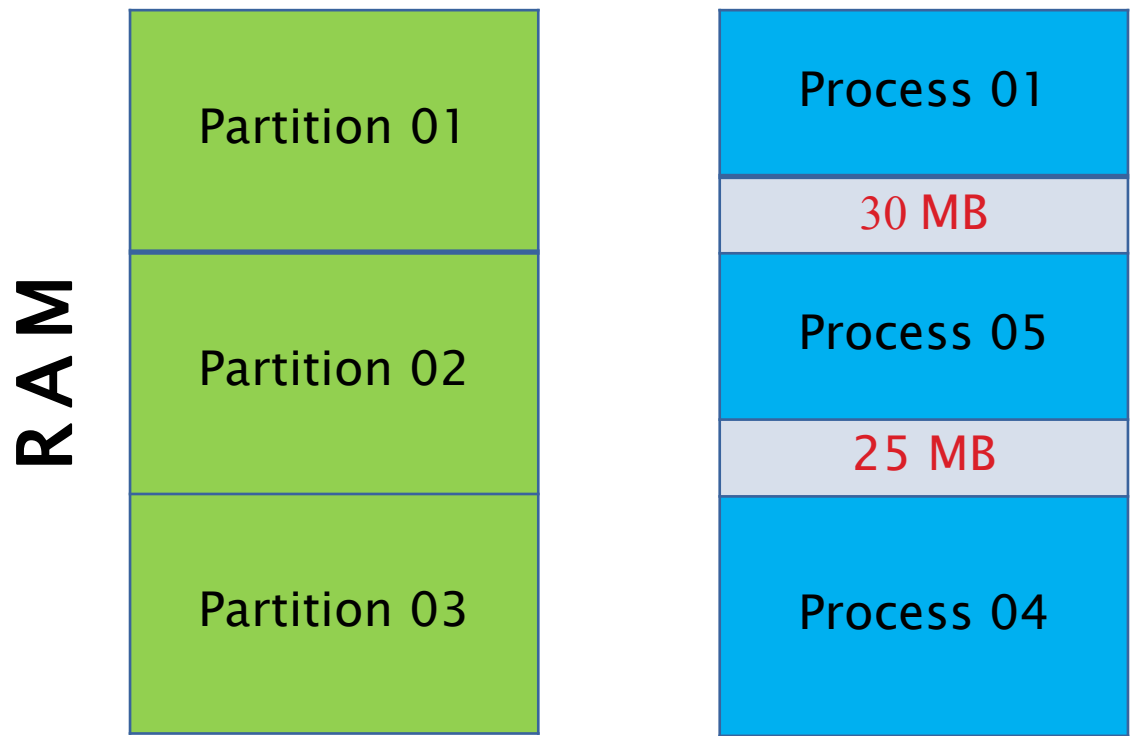 RAM
Partition 01
Partition 02
Partition 03
Process 01
30 MB
Process 05
25 MB
Process 04